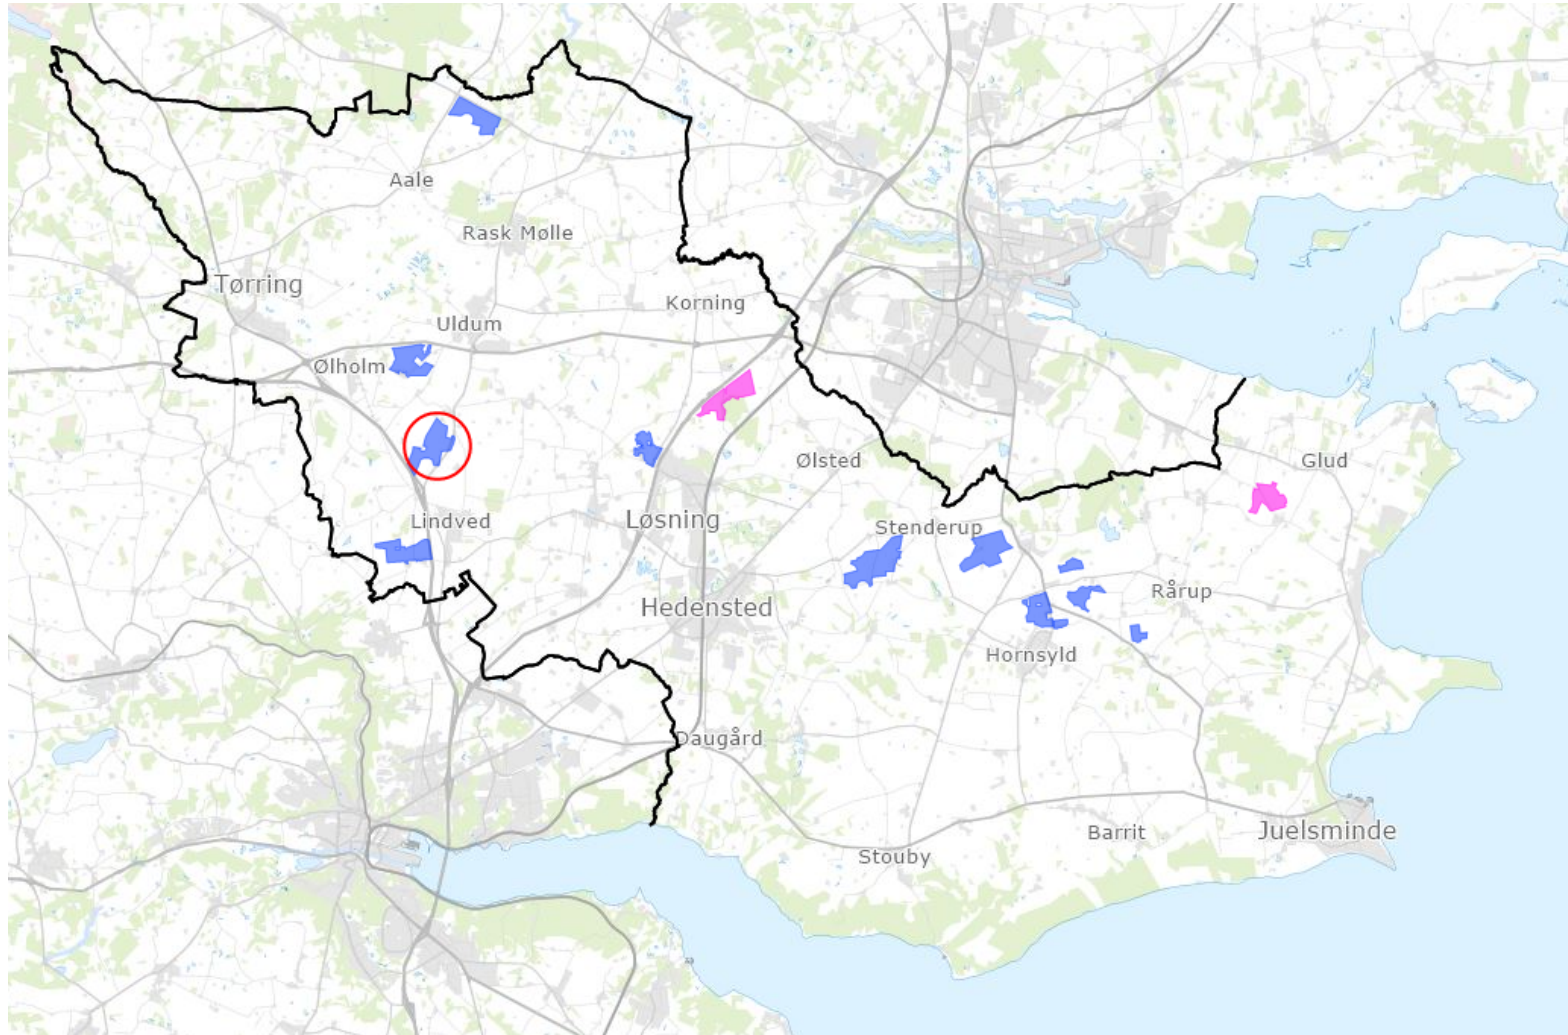 Aale
Rask Mølle
Tørring
Korning
Uldum
Ølholm
Ølsted
Glud
Lindved
Løsning
Stenderup
Rårup
Hedensted
Hornsyld
Daugård
Barrit
Juelsminde
Stouby